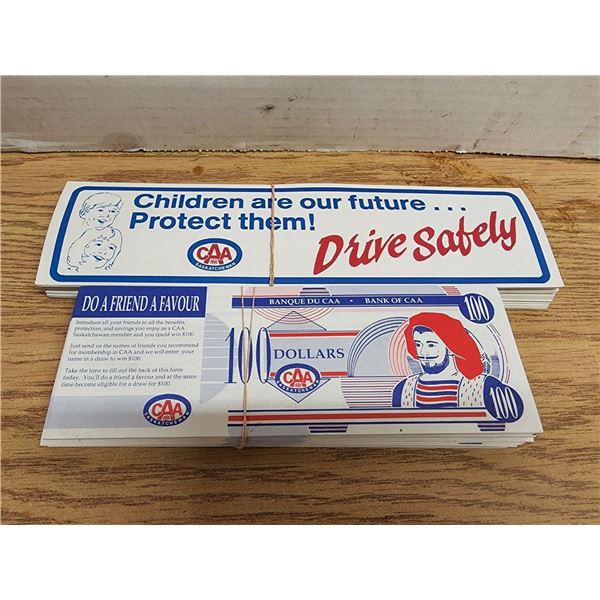 Children are our future . . .
Protect them!
CAA
SASKATCHEWAN
Drive Safely
DO A FRIEND A FAVOUR
Introduce all your friends to all the benefits,
protection, and savings you enjoy as a CAA
Saskatchewan member and you could win $100.
Just send us the names of friends you recommend
for membership in CAA and we will enter your
name in a draw to win $100.
Take the time to fill out the back of this form
today. You'll do a friend a favour and at the same
time become eligible for a draw for $100.
CAA
SASKATCHEWAN
BANQUE DU CAA • BANK OF CAA
100
100
DOLLARS
CAA
SASKATCHEWAN
100